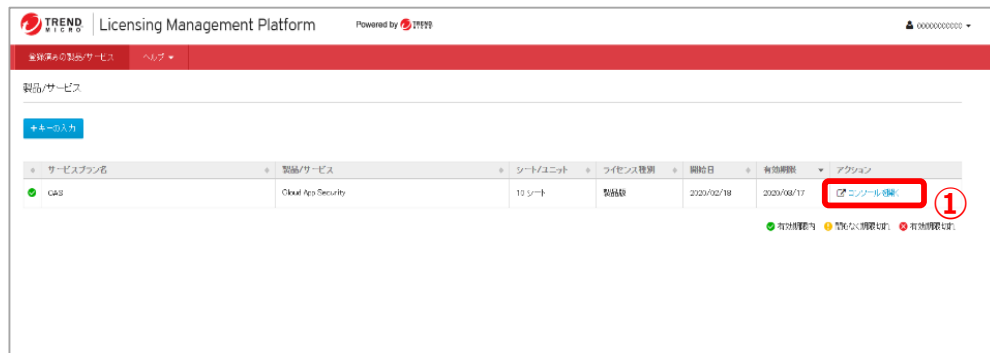 TREND MICRO Licensing Management Platform Powered by TREND MICRO 0000000000
登録済みの製品/サービス ヘルプ
製品/サービス
+キーの入力
サービスプラン名 製品/サービス シート/ユニット ライセンス種別 開始日 有効期限 アクション
CAS Cloud App Security 10 シート 製品版 2020/02/18 2020/03/17 コンソールを開く
①
有効期限内 間もなく期限切れ 有効期限切れ